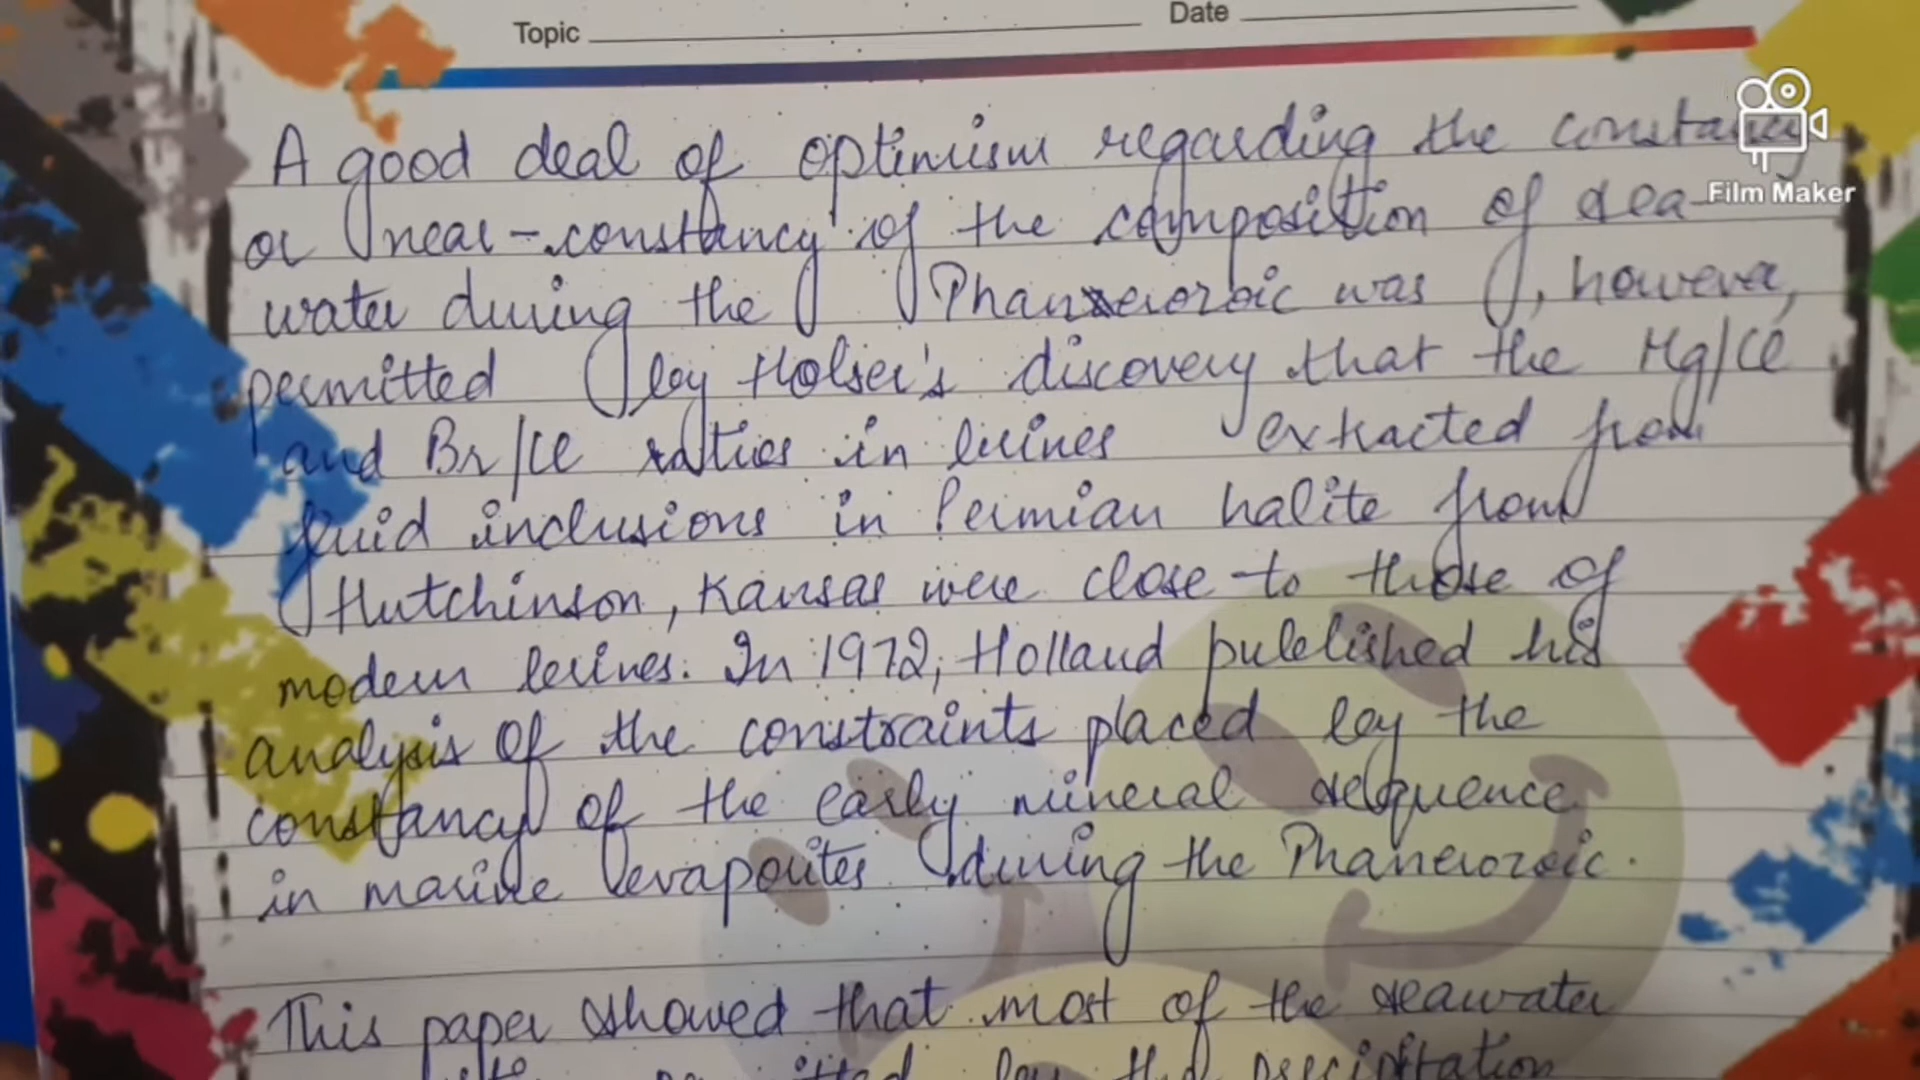 Topic Date
A good deal of optimism regarding the constancy
Film Maker
or near-constancy of the composition of sea
water during the Phanerozoic was, however,
permitted by Holser's discovery that the Mg/Cl
and Br/Cl ratios in brines extracted from
fluid inclusions in Permian halite from
Hutchinson, Kansas were close to those of
modern brines. In 1972, Holland published his
analysis of the constraints placed by the
constancy of the early mineral sequence
in marine evaporites during the Phanerozoic.
This paper showed that most of the seawater
by the precipitation